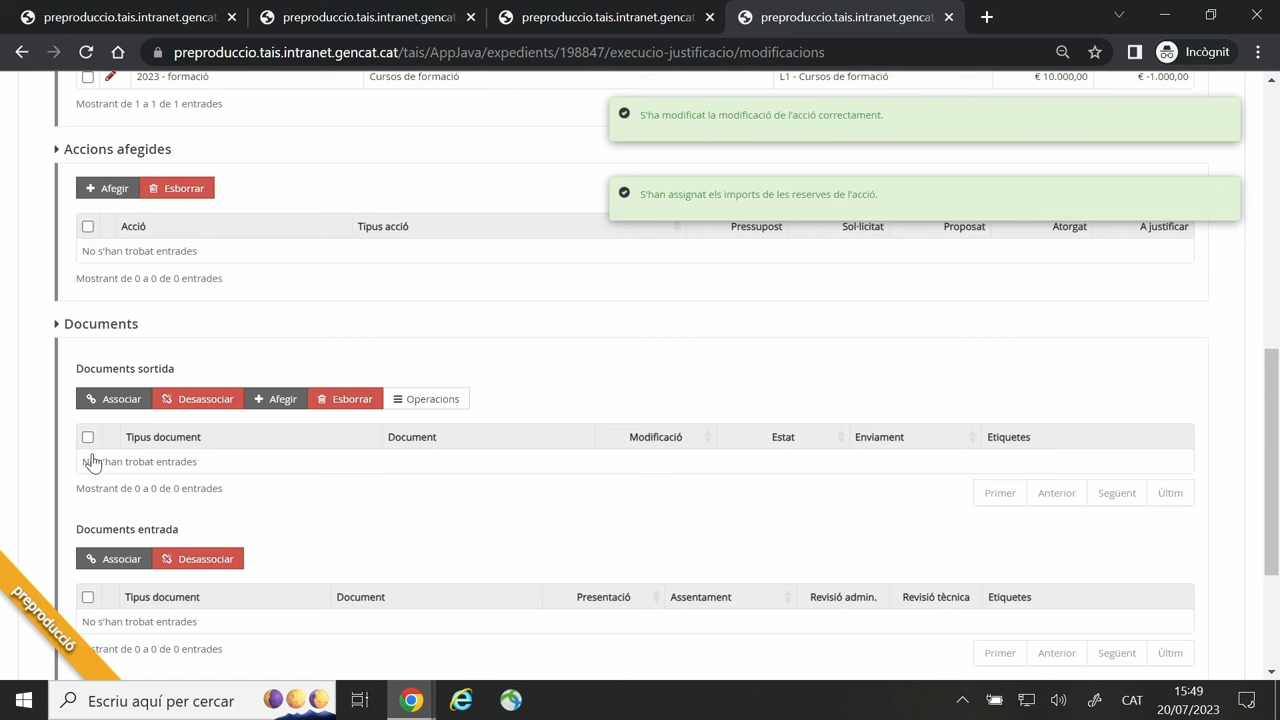 preproduccio.tais.intranet.gencat
preproduccio.tais.intranet.gencat
preproduccio.tais.intranet.gencat
preproduccio.tais.intranet.gencat
preproduccio.tais.intranet.gencat.cat/tais/AppJava/expedients/198847/execucio-justificacio/modificacions
Incògnit
2023 - formació Cursos de formació L1 - Cursos de formació € 10.000,00 € -1.000,00
Mostrant de 1 a 1 de 1 entrades
S'ha modificat la modificació de l'acció correctament.
Accions afegides
Afegir Esborrar
S'han assignat els imports de les reserves de l'acció.
Acció Tipus acció Pressupost Sol·licitat Proposat Atorgat A justificar
No s'han trobat entrades
Mostrant de 0 a 0 de 0 entrades
Documents
Documents sortida
Associar Desassociar Afegir Esborrar Operacions
Tipus document Document Modificació Estat Enviament Etiquetes
No s'han trobat entrades
Mostrant de 0 a 0 de 0 entrades
Primer Anterior Següent Últim
Documents entrada
Associar Desassociar
Tipus document Document Presentació Assentament Revisió admin. Revisió tècnica Etiquetes
No s'han trobat entrades
Mostrant de 0 a 0 de 0 entrades
Primer Anterior Següent Últim
preproducció
Escriu aquí per cercar
CAT
15:49
20/07/2023